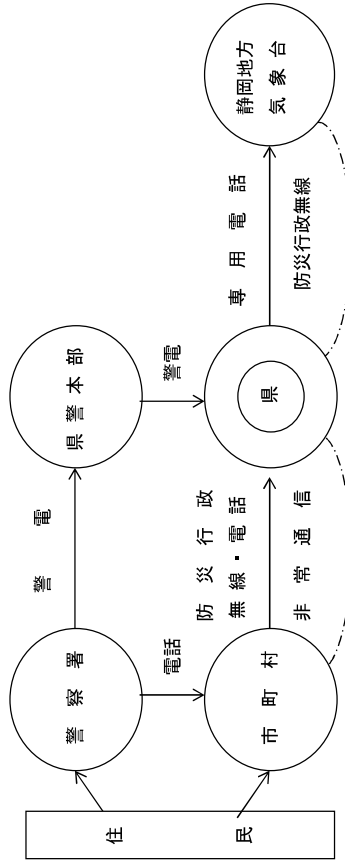 住民
警察署
警電
県警本部
電話
警電
市町村
防災行政
無線・電話
非常通信
県
専用電話
防災行政無線
静岡地方
気象台